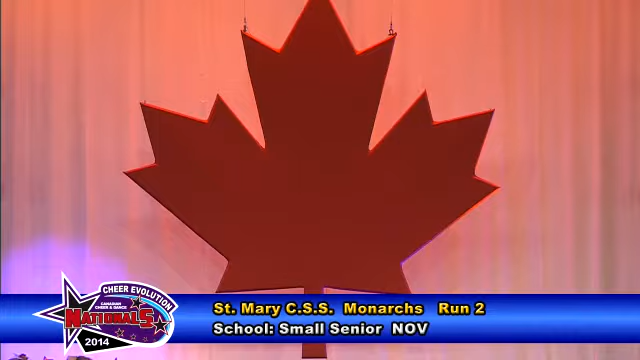 CHEER EVOLUTION
CANADIAN
CHEER & DANCE
NATIONALS
2014
St. Mary C.S.S. Monarchs Run 2
School: Small Senior NOV